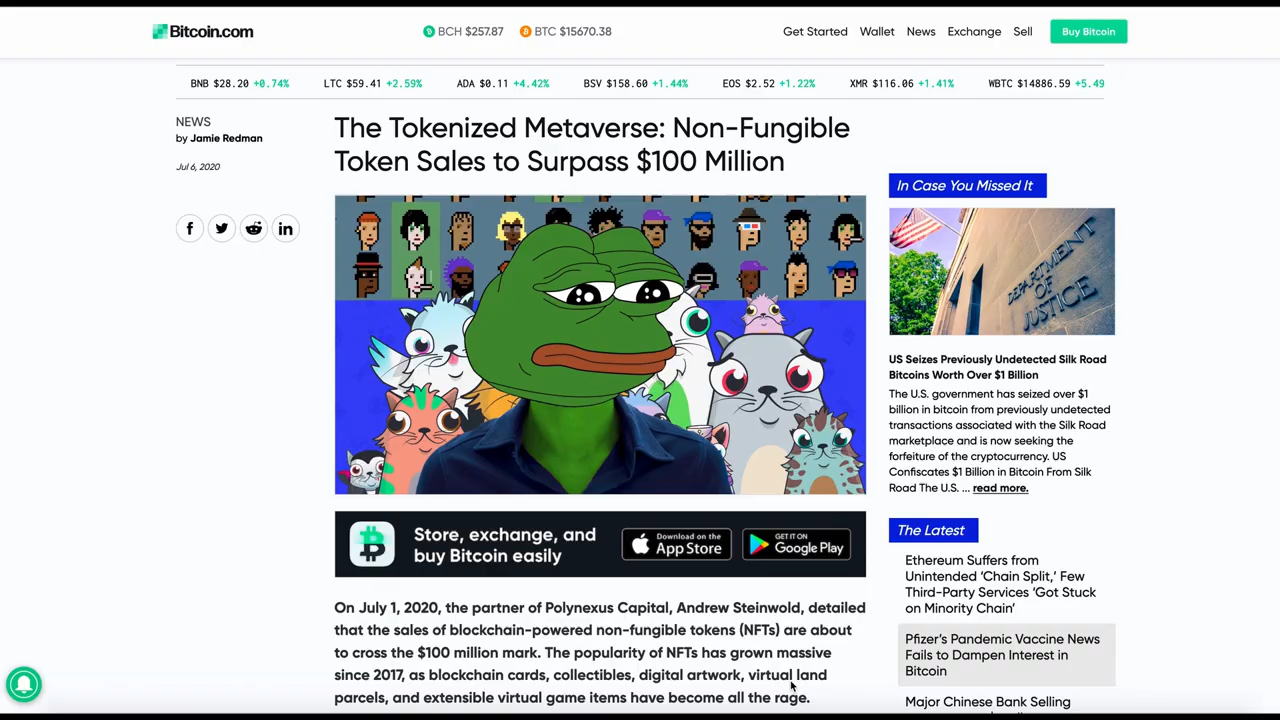 Bitcoin.com
BCH $257.87
BTC $15670.38
Get Started
Wallet
News
Exchange
Sell
Buy Bitcoin
BNB $28.20 +0.74%
LTC $59.41 +2.59%
ADA $0.11 +4.42%
BSV $158.60 +1.44%
EOS $2.52 +1.22%
XMR $116.06 +1.41%
WBTC $14886.59 +5.49
NEWS
by Jamie Redman
Jul 6, 2020
The Tokenized Metaverse: Non-Fungible
Token Sales to Surpass $100 Million
Store, exchange, and
buy Bitcoin easily
Download on the
App Store
GET IT ON
Google Play
On July 1, 2020, the partner of Polynexus Capital, Andrew Steinwold, detailed
that the sales of blockchain-powered non-fungible tokens (NFTs) are about
to cross the $100 million mark. The popularity of NFTs has grown massive
since 2017, as blockchain cards, collectibles, digital artwork, virtual land
parcels, and extensible virtual game items have become all the rage.
In Case You Missed It
DEPARTMENT
OF
JUSTICE
US Seizes Previously Undetected Silk Road
Bitcoins Worth Over $1 Billion
The U.S. government has seized over $1
billion in bitcoin from previously undetected
transactions associated with the Silk Road
marketplace and is now seeking the
forfeiture of the cryptocurrency. US
Confiscates $1 Billion in Bitcoin From Silk
Road The U.S. ... read more.
The Latest
Ethereum Suffers from
Unintended ‘Chain Split,’ Few
Third-Party Services ‘Got Stuck
on Minority Chain’
Pfizer’s Pandemic Vaccine News
Fails to Dampen Interest in
Bitcoin
Major Chinese Bank Selling